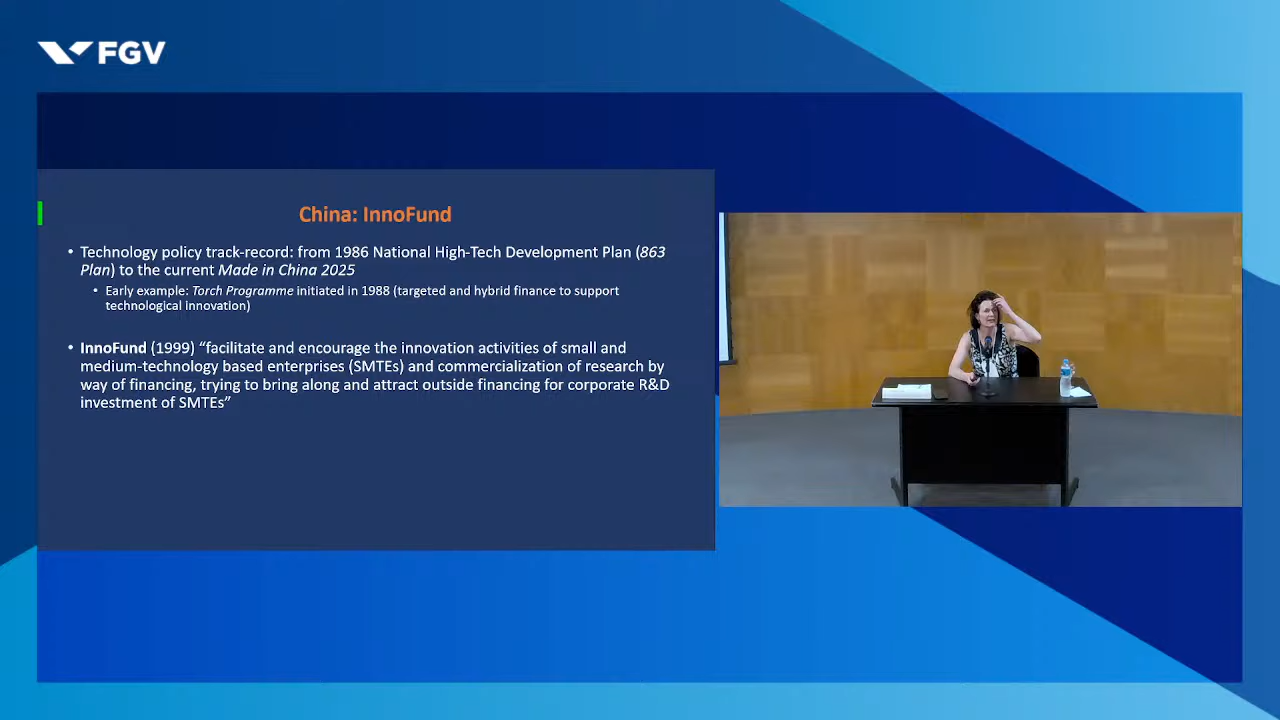 FGV
China: InnoFund
• Technology policy track-record: from 1986 National High-Tech Development Plan (863
Plan) to the current Made in China 2025
• Early example: Torch Programme initiated in 1988 (targeted and hybrid finance to support
technological innovation)
• InnoFund (1999) “facilitate and encourage the innovation activities of small and
medium-technology based enterprises (SMTEs) and commercialization of research by
way of financing, trying to bring along and attract outside financing for corporate R&D
investment of SMTEs”